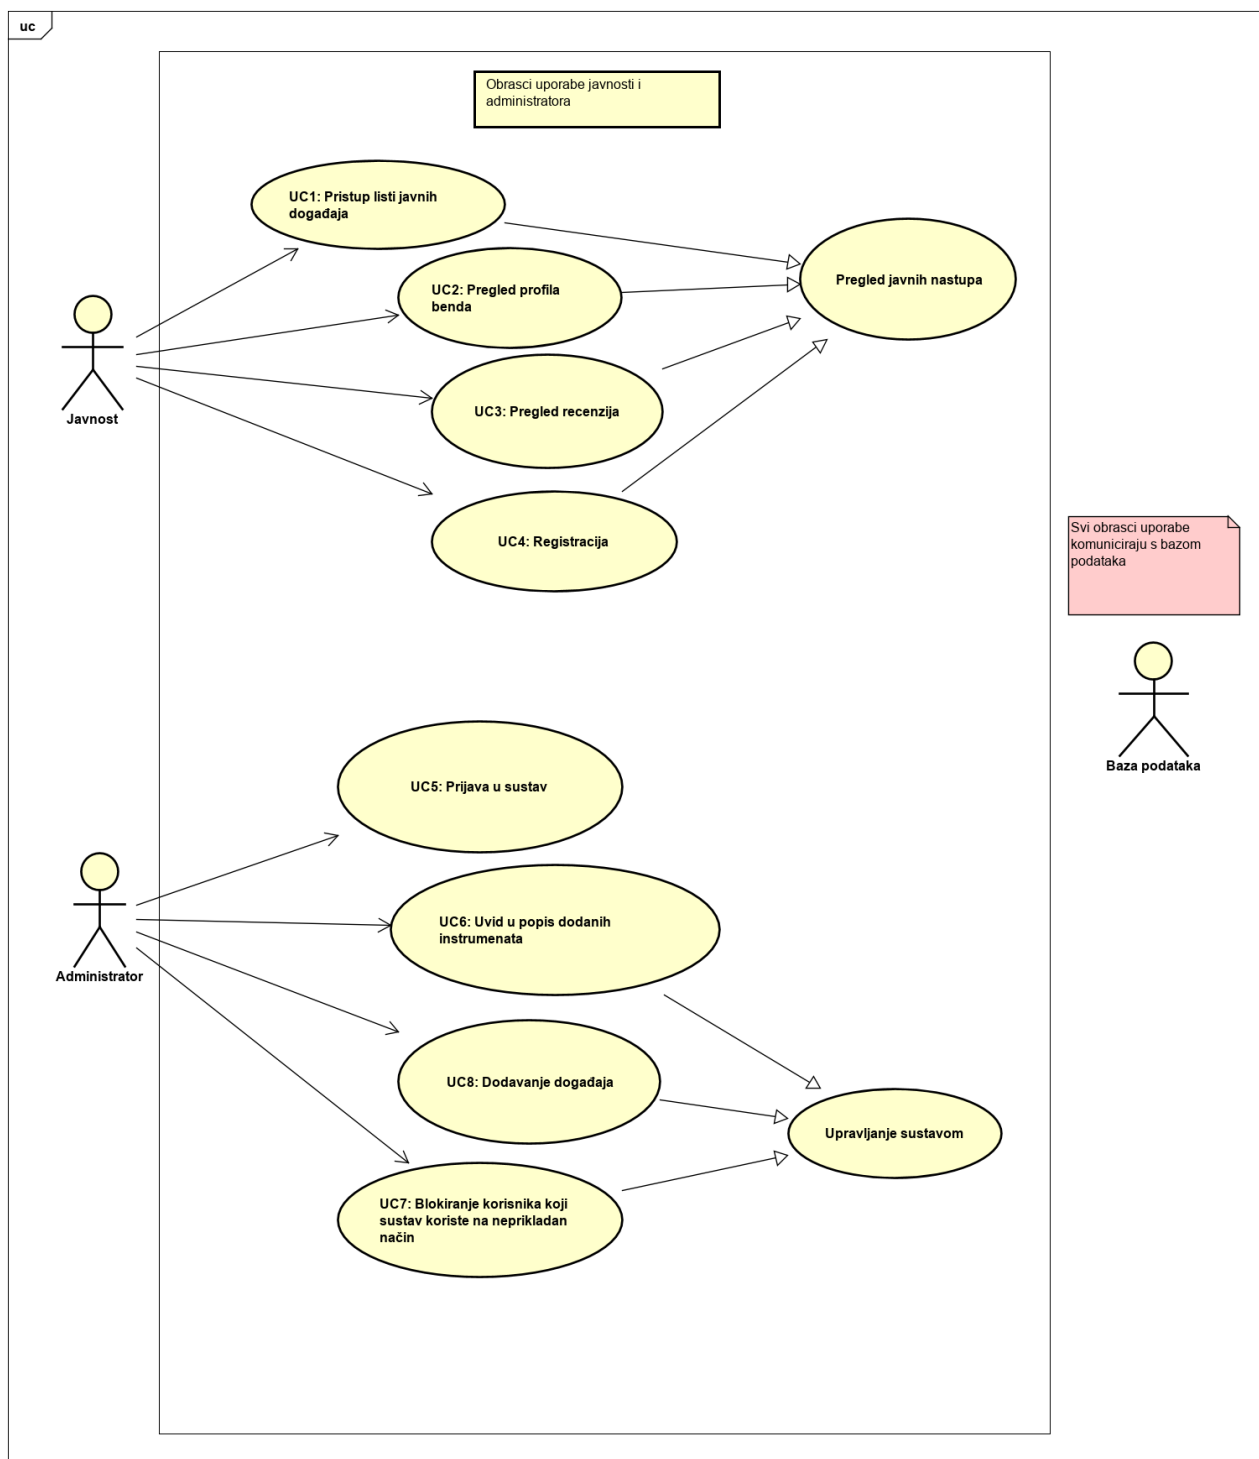 uc
Obrasci uporabe javnosti i
administratora
UC1: Pristup listi javnih
događaja
UC2: Pregled profila
benda
Pregled javnih nastupa
UC3: Pregled recenzija
Javnost
UC4: Registracija
Svi obrasci uporabe
komuniciraju s bazom
podataka
Baza podataka
UC5: Prijava u sustav
UC6: Uvid u popis dodanih
instrumenata
Administrator
UC8: Dodavanje događaja
Upravljanje sustavom
UC7: Blokiranje korisnika koji
sustav koriste na neprikladan
način